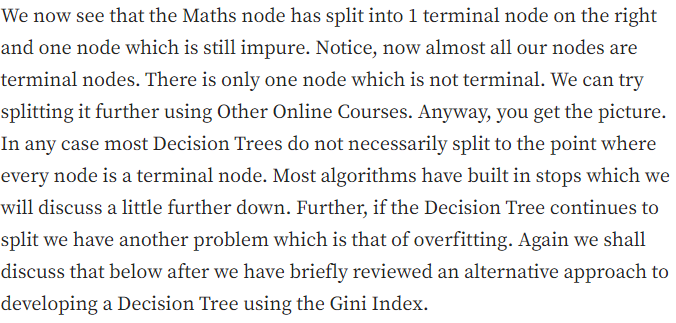 We now see that the Maths node has split into 1 terminal node on the right
and one node which is still impure. Notice, now almost all our nodes are
terminal nodes. There is only one node which is not terminal. We can try
splitting it further using Other Online Courses. Anyway, you get the picture.
In any case most Decision Trees do not necessarily split to the point where
every node is a terminal node. Most algorithms have built in stops which we
will discuss a little further down. Further, if the Decision Tree continues to
split we have another problem which is that of overfitting. Again we shall
discuss that below after we have briefly reviewed an alternative approach to
developing a Decision Tree using the Gini Index.